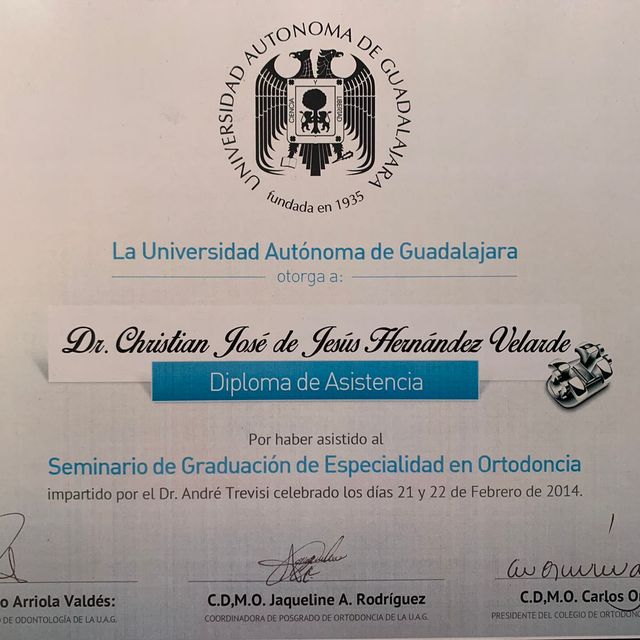 UNIVERSIDAD AUTONOMA DE GUADALAJARA
CIENCIA Y LIBERTAD
fundada en 1935
La Universidad Autónoma de Guadalajara
otorga a:
Dr. Christian José de Jesús Hernández Velarde
Diploma de Asistencia
Por haber asistido al
Seminario de Graduación de Especialidad en Ortodoncia
impartido por el Dr. André Trevisi celebrado los días 21 y 22 de Febrero de 2014.
o Arriola Valdés: C.D,M.O. Jaqueline A. Rodríguez C.D,M.O. Carlos
DE ODONTOLOGÍA DE LA U.A.G. COORDINADORA DE POSGRADO DE ORTODONCIA DE LA U.A.G. PRESIDENTE DEL COLEGIO DE